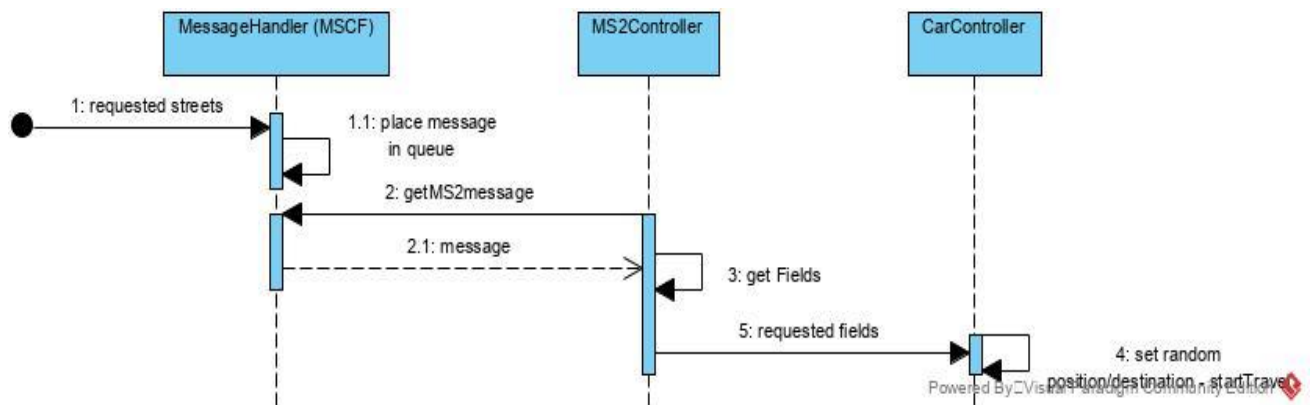 MessageHandler (MSCF)
MS2Controller
CarController
1: requested streets
1.1: place message
in queue
2: getMS2message
2.1: message
3: get Fields
5: requested fields
4: set random
position/destination - startTravel
Powered By Visual Paradigm Community Edition